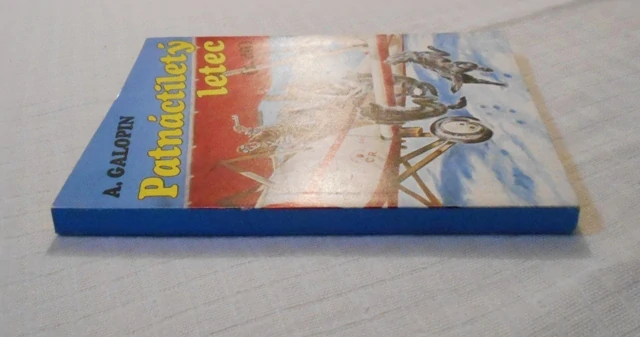 A. GALOPIN
Patnáctiletý
letec